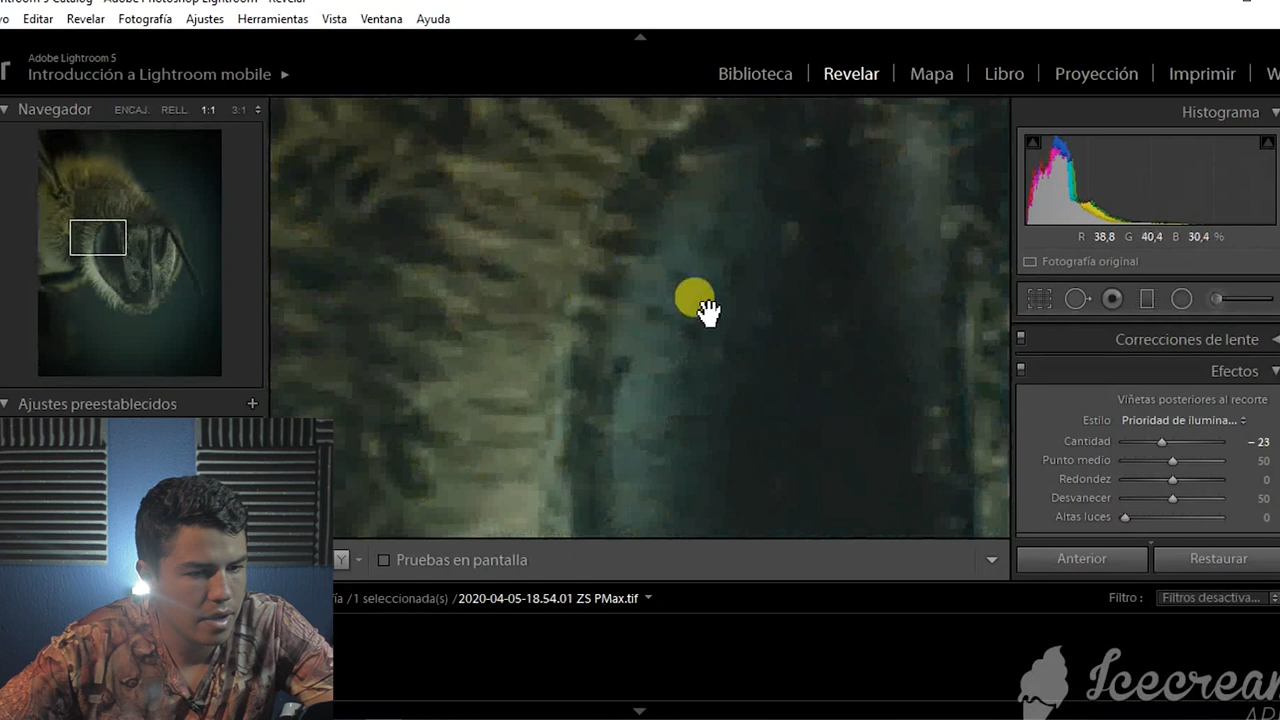 Editar Revelar Fotografía Ajustes Herramientas Vista Ventana Ayuda
Adobe Lightroom 5
Introducción a Lightroom mobile
Biblioteca | Revelar | Mapa | Libro | Proyección | Imprimir |
Navegador ENCAJ. RELL. 1:1 3:1
Histograma
R 38,8 G 40,4 B 30,4 %
Fotografía original
Correcciones de lente
Efectos
Viñetas posteriores al recorte
Estilo Prioridad de ilumina...
Cantidad − 23
Punto medio 50
Redondez 0
Desvanecer 50
Altas luces 0
Ajustes preestablecidos +
Y Pruebas en pantalla
Anterior Restaurar
/1 seleccionada(s) /2020-04-05-18.54.01 ZS PMax.tif
Filtro : Filtros desactiva...
Icecream